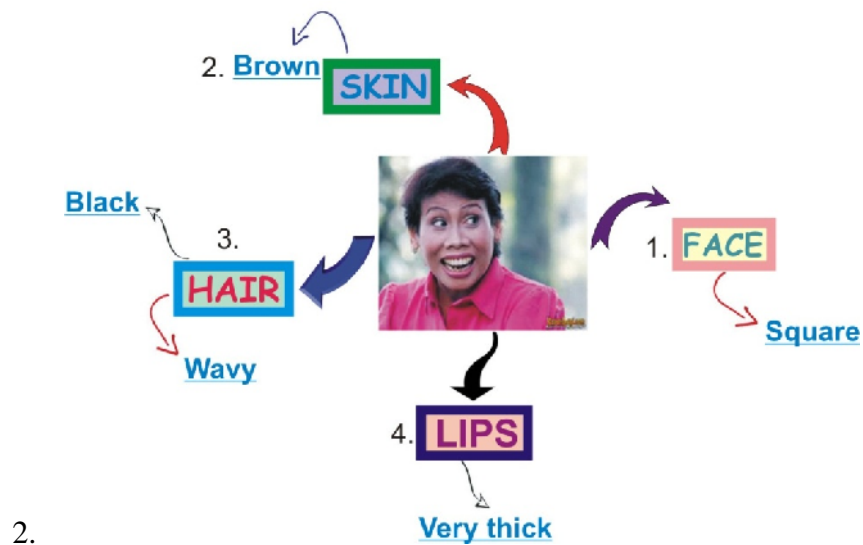 2. Brown
SKIN
Black
3.
HAIR
Wavy
1. FACE
Square
4. LIPS
Very thick
2.